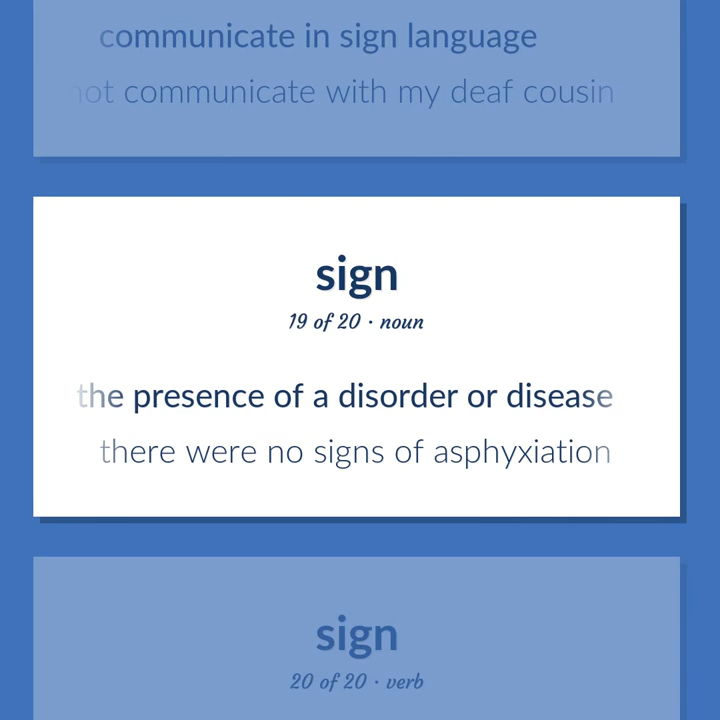 communicate in sign language
not communicate with my deaf cousin
sign
19 of 20 · noun
the presence of a disorder or disease
there were no signs of asphyxiation
sign
20 of 20 · verb